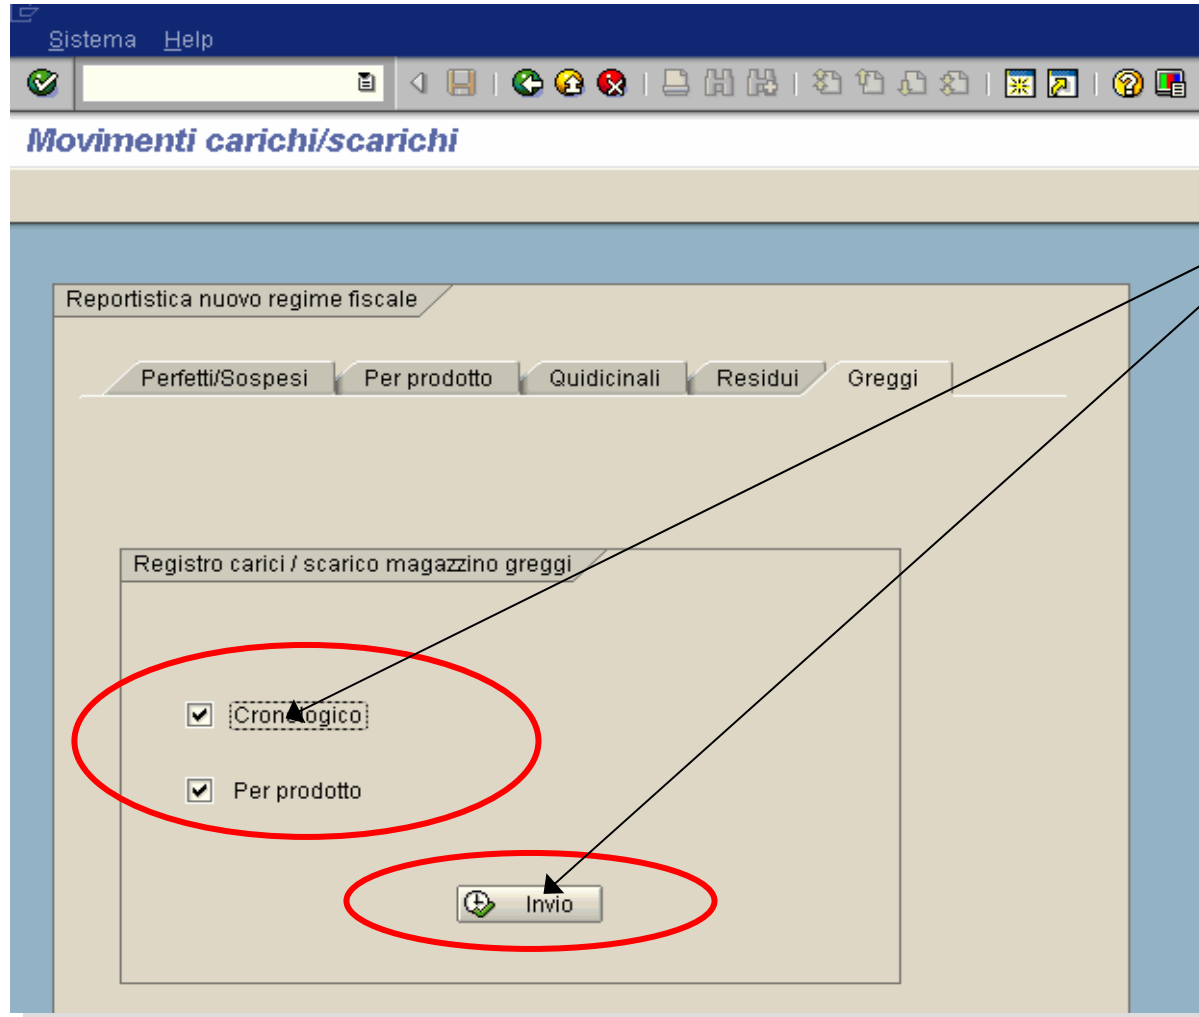 Sistema Help
Movimenti carichi/scarichi
Reportistica nuovo regime fiscale
Perfetti/Sospesi Per prodotto Quidicinali Residui Greggi
Registro carici / scarico magazzino greggi
Cronologico
Per prodotto
Invio